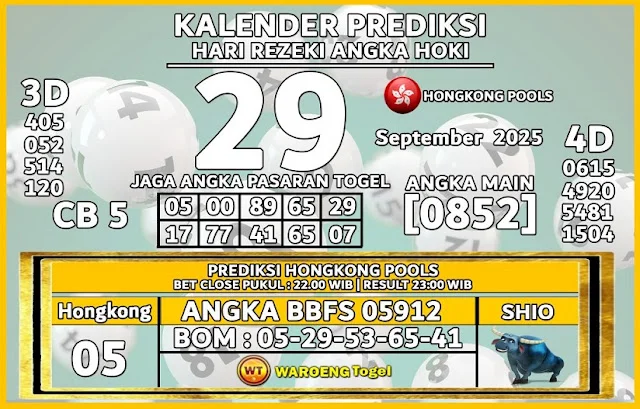 KALENDER PREDIKSI
HARI REZEKI ANGKA HOKI
3D
405
052
514
120
CB 5
29
HONGKONG POOLS
September 2025
JAGA ANGKA PASARAN TOGEL
05 00 89 65 29
17 77 41 65 07
ANGKA MAIN
[0852]
4D
0615
4920
5481
1504
PREDIKSI HONGKONG POOLS
BET CLOSE PUKUL : 22.00 WIB | RESULT 23:00 WIB
Hongkong
05
ANGKA BBFS 05912
BOM : 05-29-53-65-41
WT WAROENG Togel
SHIO